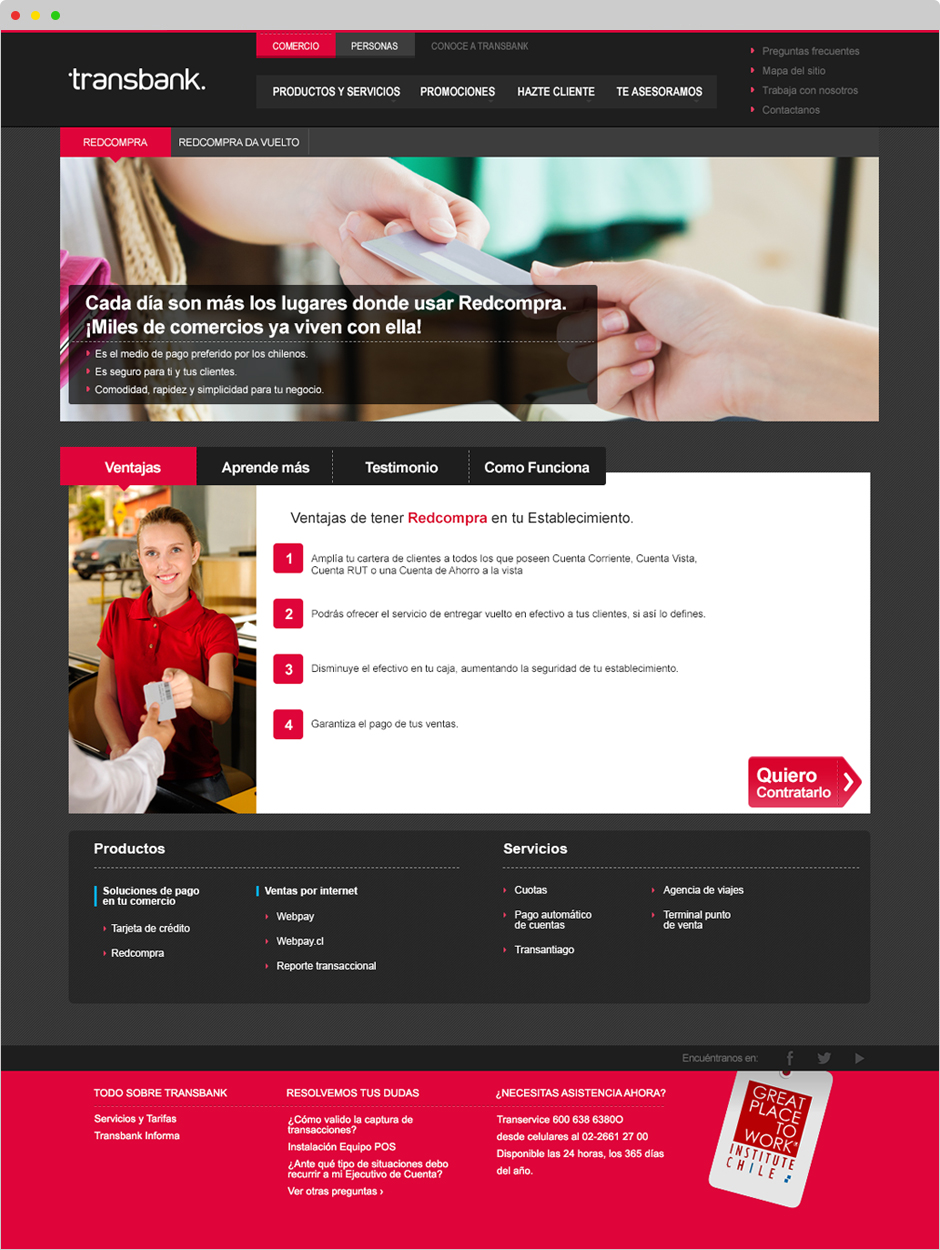 COMERCIO
PERSONAS
CONOCE A TRANSBANK
transbank.
PRODUCTOS Y SERVICIOS
PROMOCIONES
HAZTE CLIENTE
TE ASESORAMOS
Preguntas frecuentes
Mapa del sitio
Trabaja con nosotros
Contactanos
REDCOMPRA
REDCOMPRA DA VUELTO
Cada día son más los lugares donde usar Redcompra.
¡Miles de comercios ya viven con ella!
Es el medio de pago preferido por los chilenos.
Es seguro para ti y tus clientes.
Comodidad, rapidez y simplicidad para tu negocio.
Ventajas
Aprende más
Testimonio
Como Funciona
Ventajas de tener Redcompra en tu Establecimiento.
1
Amplía tu cartera de clientes a todos los que poseen Cuenta Corriente, Cuenta Vista,
Cuenta RUT o una Cuenta de Ahorro a la vista
2
Podrás ofrecer el servicio de entregar vuelto en efectivo a tus clientes, si así lo defines.
3
Disminuye el efectivo en tu caja, aumentando la seguridad de tu establecimiento.
4
Garantiza el pago de tus ventas.
Quiero
Contratarlo
Productos
Soluciones de pago
en tu comercio
Tarjeta de crédito
Redcompra
Ventas por internet
Webpay
Webpay.cl
Reporte transaccional
Servicios
Cuotas
Pago automático
de cuentas
Transantiago
Agencia de viajes
Terminal punto
de venta
Encuéntranos en:
TODO SOBRE TRANSBANK
Servicios y Tarifas
Transbank Informa
RESOLVEMOS TUS DUDAS
¿Cómo valido la captura de
transacciones?
Instalación Equipo POS
¿Ante qué tipo de situaciones debo
recurrir a mi Ejecutivo de Cuenta?
Ver otras preguntas ›
¿NECESITAS ASISTENCIA AHORA?
Transervice 600 638 6380O
desde celulares al 02-2661 27 00
Disponible las 24 horas, los 365 días
del año.
GREAT
PLACE
TO
WORK®
INSTITUTE
CHILE